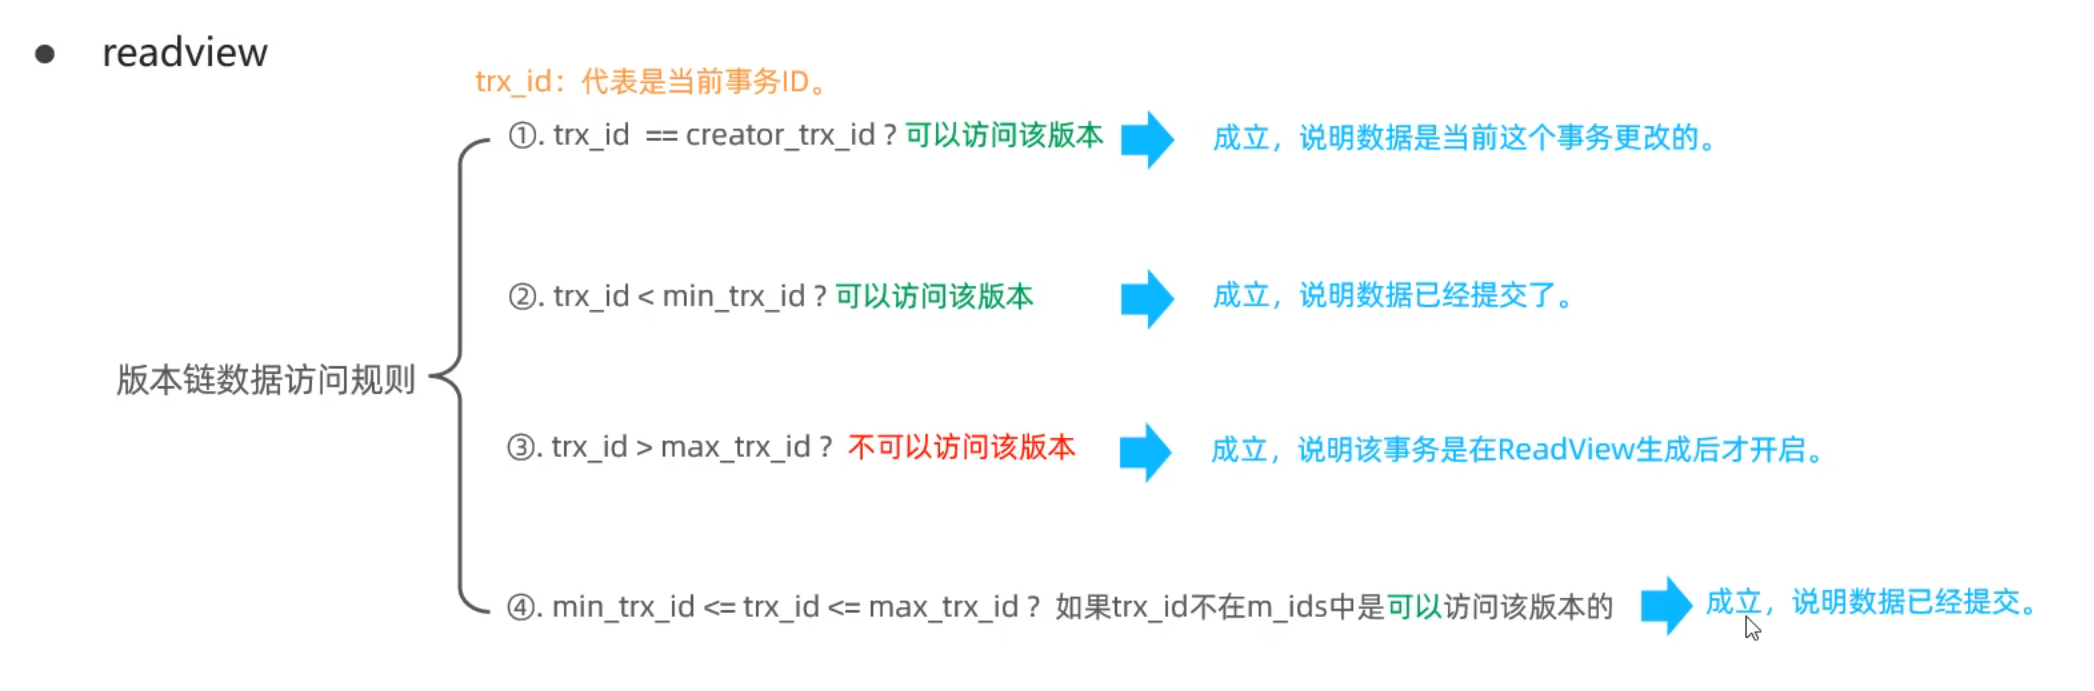 ● readview
trx_id：代表是当前事务ID。
①. trx_id == creator_trx_id ? 可以访问该版本 成立，说明数据是当前这个事务更改的。
②. trx_id < min_trx_id ? 可以访问该版本 成立，说明数据已经提交了。
版本链数据访问规则
③. trx_id > max_trx_id ? 不可以访问该版本 成立，说明该事务是在ReadView生成后才开启。
④. min_trx_id <= trx_id <= max_trx_id ? 如果trx_id不在m_ids中是可以访问该版本的 成立，说明数据已经提交。